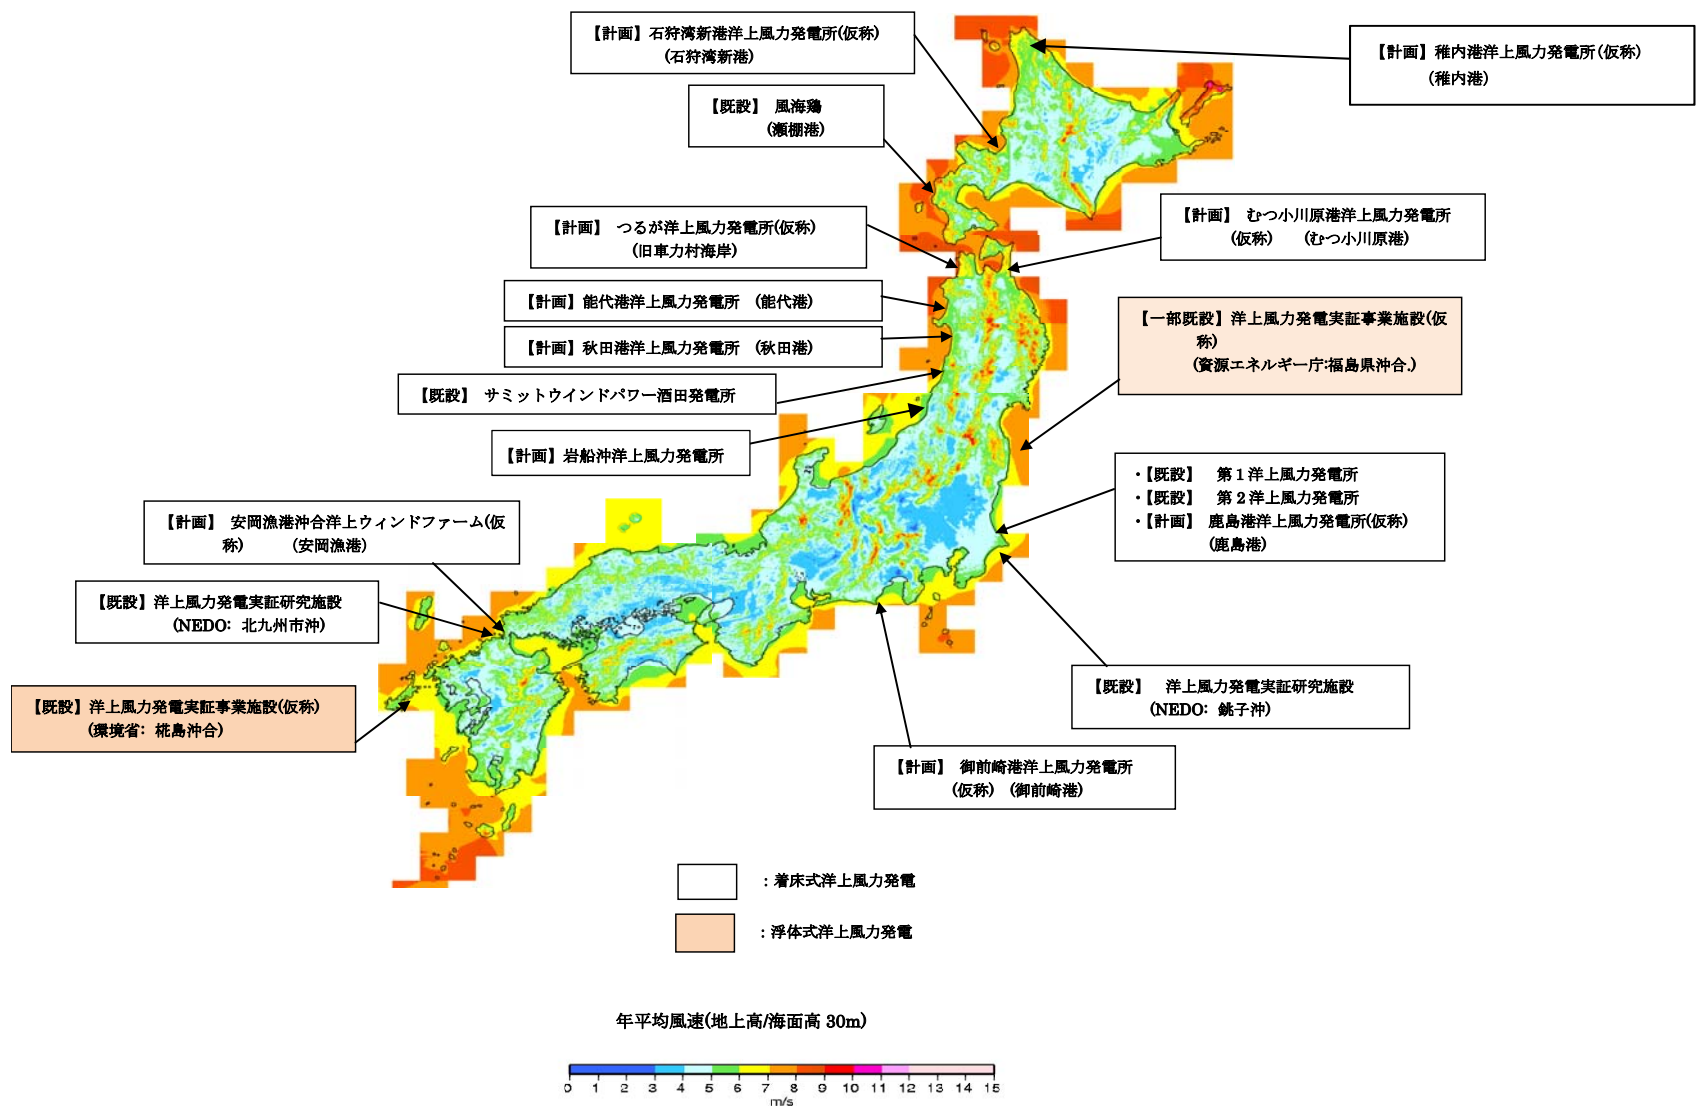 【計画】石狩湾新港洋上風力発電所(仮称)
(石狩湾新港)
【計画】稚内港洋上風力発電所(仮称)
(稚内港)
【既設】 風海鶏
(瀬棚港)
【計画】 つるが洋上風力発電所(仮称)
(旧車力村海岸)
【計画】 むつ小川原港洋上風力発電所
(仮称) (むつ小川原港)
【計画】能代港洋上風力発電所 (能代港)
【計画】秋田港洋上風力発電所 (秋田港)
【一部既設】洋上風力発電実証事業施設(仮
称)
(資源エネルギー庁:福島県沖合.)
【既設】 サミットウインドパワー酒田発電所
【計画】岩船沖洋上風力発電所
・【既設】 第1洋上風力発電所
・【既設】 第2洋上風力発電所
・【計画】 鹿島港洋上風力発電所(仮称)
(鹿島港)
【計画】 安岡漁港沖合洋上ウィンドファーム(仮
称) (安岡漁港)
【既設】洋上風力発電実証研究施設
(NEDO: 北九州市沖)
【既設】洋上風力発電実証事業施設(仮称)
(環境省: 椛島沖合)
【既設】 洋上風力発電実証研究施設
(NEDO: 銚子沖)
【計画】 御前崎港洋上風力発電所
(仮称) (御前崎港)
:着床式洋上風力発電
:浮体式洋上風力発電
年平均風速(地上高/海面高 30m)
0 1 2 3 4 5 6 7 8 9 10 11 12 13 14 15
m/s